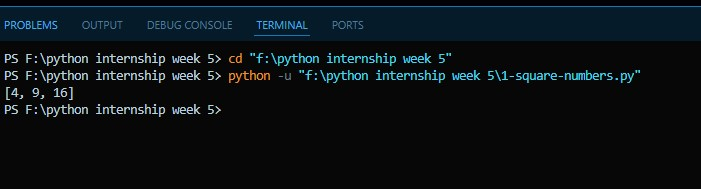 PROBLEMS OUTPUT DEBUG CONSOLE TERMINAL PORTS
PS F:\python internship week 5> cd "f:\python internship week 5"
PS F:\python internship week 5> python -u "f:\python internship week 5\1-square-numbers.py"
[4, 9, 16]
PS F:\python internship week 5>